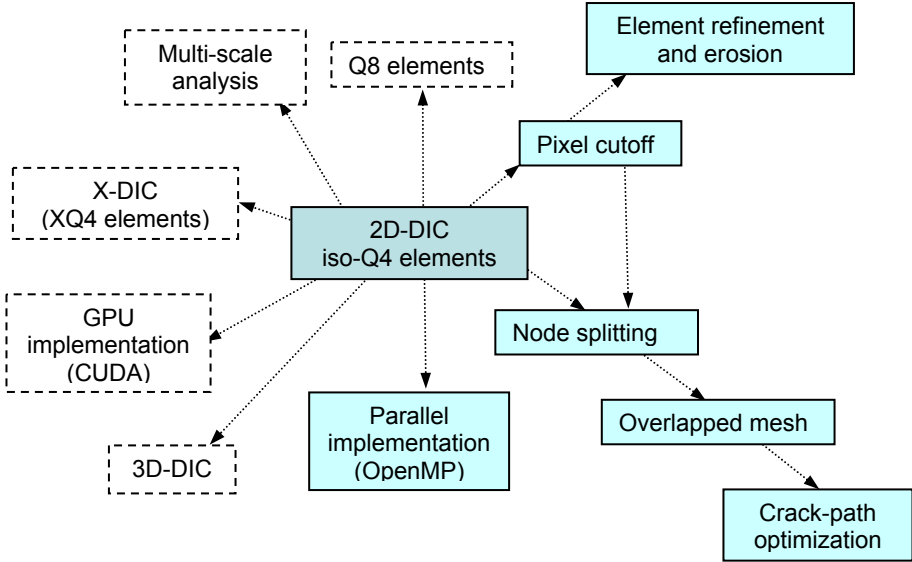 Element refinement
and erosion
Multi-scale
analysis
Q8 elements
Pixel cutoff
X-DIC
(XQ4 elements)
2D-DIC
iso-Q4 elements
GPU
implementation
(CUDA)
Node splitting
Parallel
implementation
(OpenMP)
Overlapped mesh
3D-DIC
Crack-path
optimization